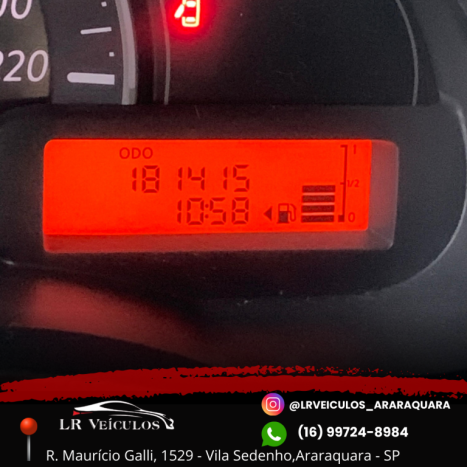 00
220
ODO
181415
10:58
1
1/2
0
LR VEÍCULOS
@LRVEICULOS_ARARAQUARA
(16) 99724-8984
R. Maurício Galli, 1529 - Vila Sedenho,Araraquara - SP